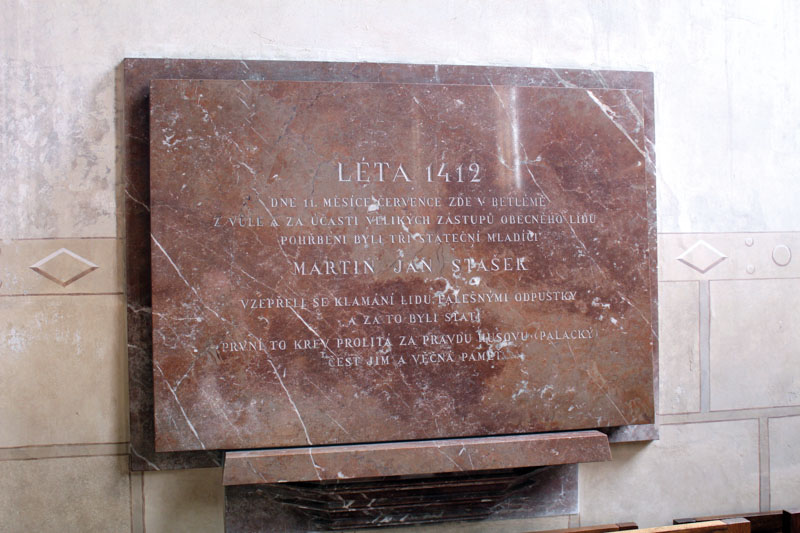 LÉTA 1412
DNE 11. MĚSÍCE ČERVENCE ZDE V BETLÉMĚ
Z VŮLE A ZA ÚČASTI VELIKÝCH ZÁSTUPŮ OBECNÉHO LIDU
POHŘBENI BYLI TŘI STATEČNÍ MLADÍCI
MARTIN JAN STAŠEK
VZEPŘELI SE KLAMÁNÍ LIDU FALEŠNÝMI ODPUSTKY
A ZA TO BYLI STATI
PRVNÍ TO KREV PROLITÁ ZA PRAVDU HUSOVU (PALACKÝ)
ČEST JIM A VĚČNÁ PAMĚŤ